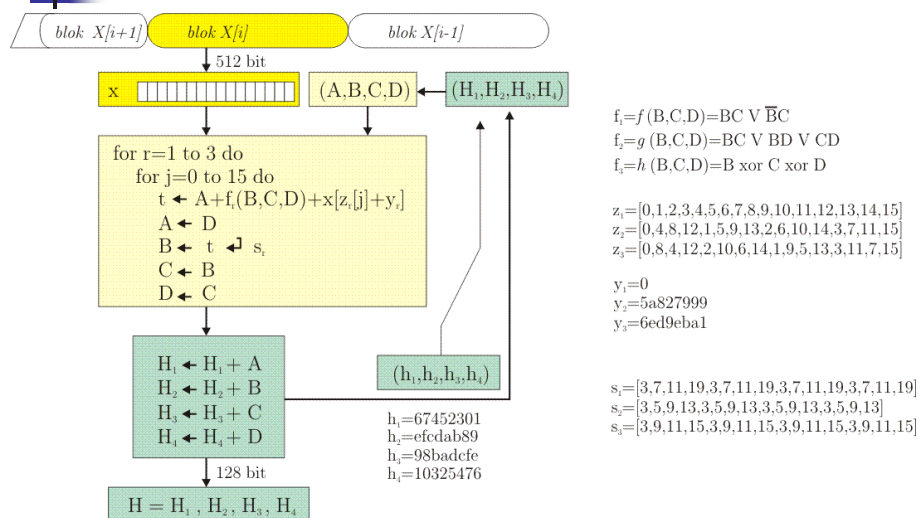 blok X[i+1] blok X[i] blok X[i-1]
512 bit
x (A,B,C,D) (H₁,H₂,H₃,H₄)
for r=1 to 3 do
for j=0 to 15 do
t ← A+fᵣ(B,C,D)+x[zᵣ[j]+yᵣ]
A ← D
B ← t ↵ sᵣ
C ← B
D ← C
H₁ ← H₁ + A
H₂ ← H₂ + B
H₃ ← H₃ + C
H₄ ← H₄ + D
128 bit
H = H₁ , H₂ , H₃ , H₄
(h₁,h₂,h₃,h₄)
h₁=67452301
h₂=efcdab89
h₃=98badcfe
h₄=10325476
f₁=f (B,C,D)=BC V B̅C
f₂=g (B,C,D)=BC V BD V CD
f₃=h (B,C,D)=B xor C xor D
z₁=[0,1,2,3,4,5,6,7,8,9,10,11,12,13,14,15]
z₂=[0,4,8,12,1,5,9,13,2,6,10,14,3,7,11,15]
z₃=[0,8,4,12,2,10,6,14,1,9,5,13,3,11,7,15]
y₁=0
y₂=5a827999
y₃=6ed9eba1
s₁=[3,7,11,19,3,7,11,19,3,7,11,19,3,7,11,19]
s₂=[3.5,9,13,3.5,9,13,3.5,9,13,3.5,9,13]
s₃=[3,9,11,15,3,9,11,15,3,9,11,15,3,9,11,15]